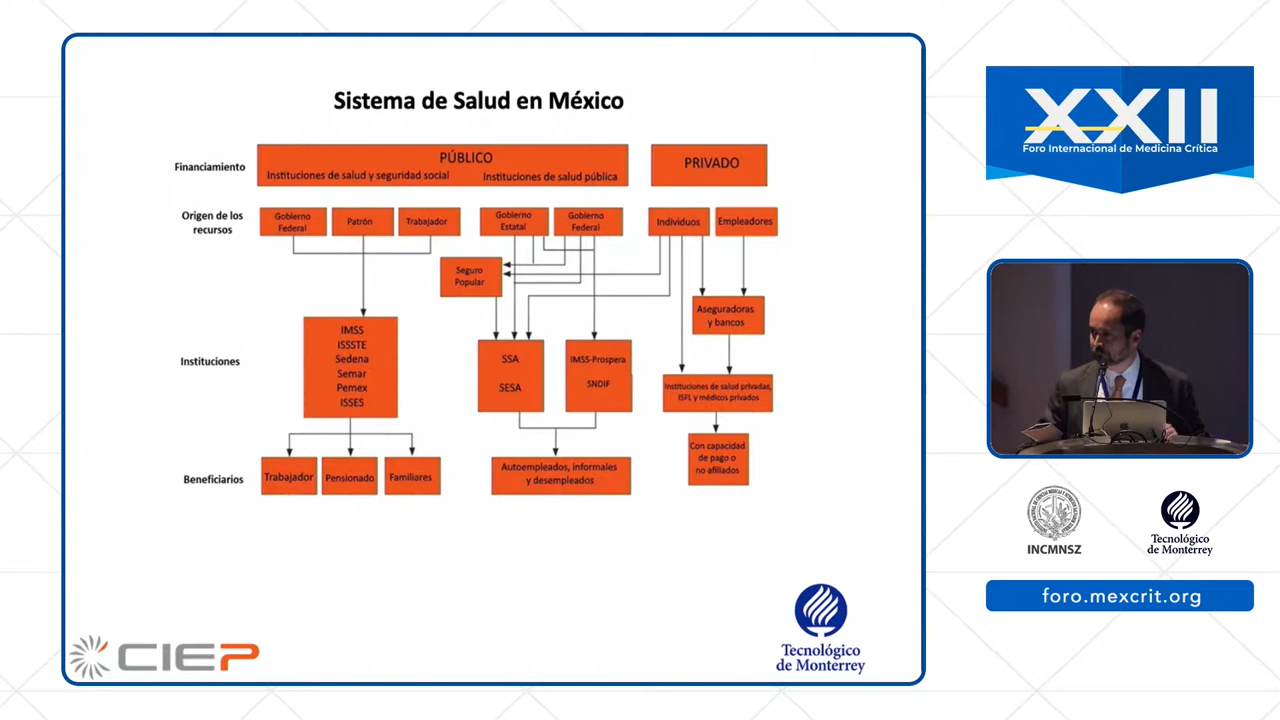 Sistema de Salud en México
Financiamiento
PÚBLICO
Instituciones de salud y seguridad social
Instituciones de salud pública
PRIVADO
Origen de los
recursos
Gobierno
Federal
Patrón
Trabajador
Gobierno
Estatal
Gobierno
Federal
Individuos
Empleadores
Seguro
Popular
Aseguradoras
y bancos
Instituciones
IMSS
ISSSTE
Sedena
Semar
Pemex
ISSES
SSA
SESA
IMSS-Prospera
SNDIF
Instituciones de salud privadas,
ISFL y médicos privados
Con capacidad
de pago o
no afiliados
Beneficiarios
Trabajador
Pensionado
Familiares
Autoempleados, informales
y desempleados
CIEP
Tecnológico
de Monterrey
XXII
Foro Internacional de Medicina Crítica
INCMNSZ
Tecnológico
de Monterrey
foro.mexcrit.org